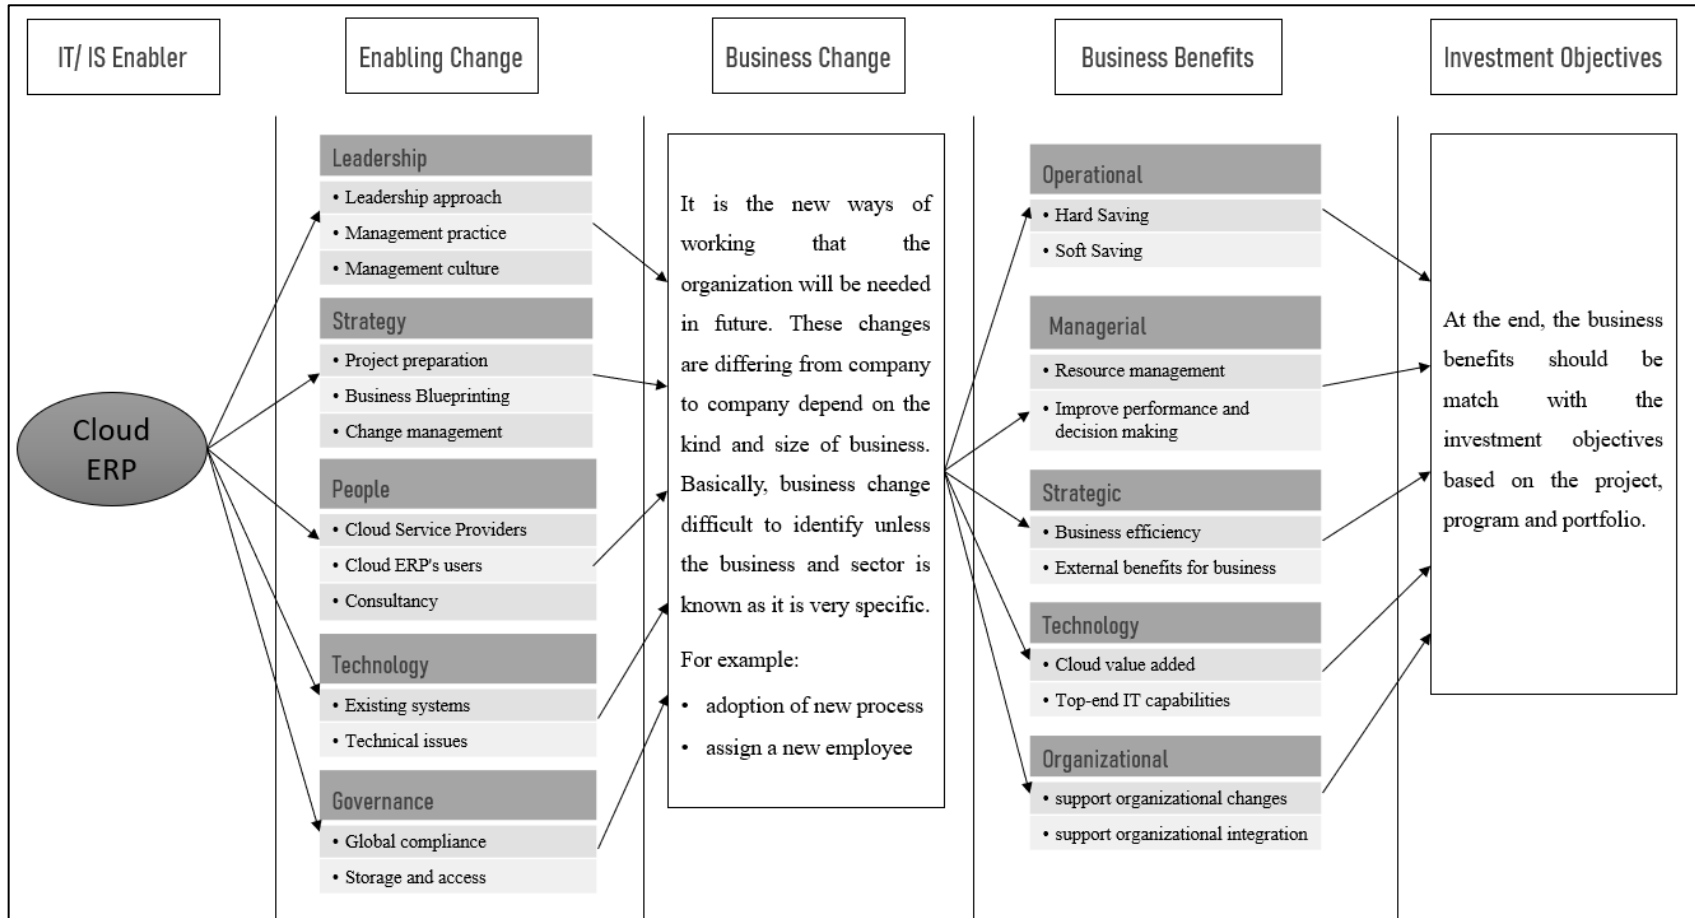 IT/ IS Enabler
Enabling Change
Business Change
Business Benefits
Investment Objectives
Cloud
ERP
Leadership
• Leadership approach
• Management practice
• Management culture
Strategy
• Project preparation
• Business Blueprinting
• Change management
People
• Cloud Service Providers
• Cloud ERP's users
• Consultancy
Technology
• Existing systems
• Technical issues
Governance
• Global compliance
• Storage and access
It is the new ways of
working that the
organization will be needed
in future. These changes
are differing from company
to company depend on the
kind and size of business.
Basically, business change
difficult to identify unless
the business and sector is
known as it is very specific.
For example:
• adoption of new process
• assign a new employee
Operational
• Hard Saving
• Soft Saving
Managerial
• Resource management
• Improve performance and
decision making
Strategic
• Business efficiency
• External benefits for business
Technology
• Cloud value added
• Top-end IT capabilities
Organizational
• support organizational changes
• support organizational integration
At the end, the business
benefits should be
match with the
investment objectives
based on the project,
program and portfolio.